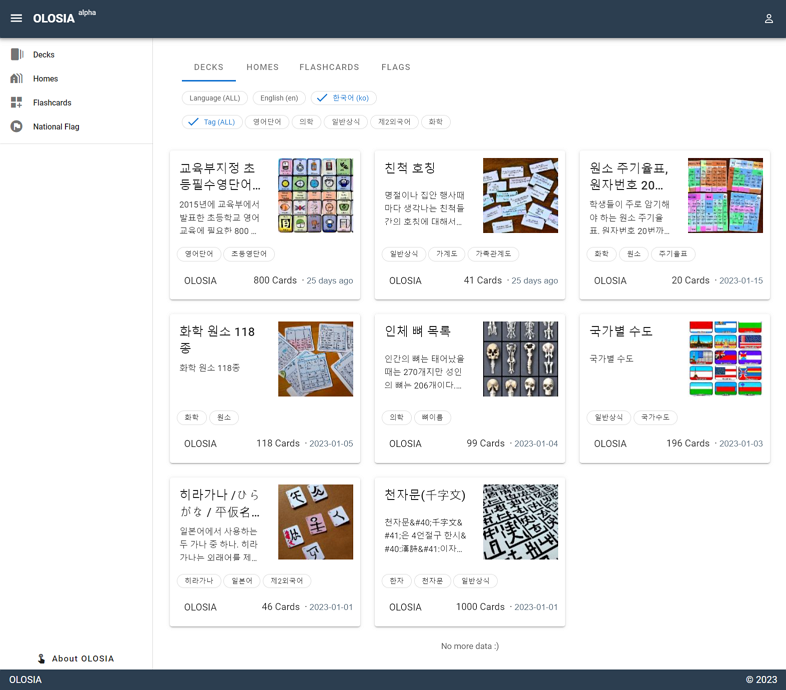 OLOSIA alpha
Decks
Homes
Flashcards
National Flag
DECKS HOMES FLASHCARDS FLAGS
Language (ALL) English (en) 한국어 (ko)
Tag (ALL) 영어단어 의학 일반상식 제2외국어 화학
교육부지정 초
등필수영단어...
2015년에 교육부에서
발표한 초등학교 영어
교육에 필요한 800 ...
영어단어 초등영단어
OLOSIA 800 Cards · 25 days ago
친척 호칭
명절이나 집안 행사때
마다 생각나는 친척들
간의 호칭에 대해서...
일반상식 가계도 가족관계도
OLOSIA 41 Cards · 25 days ago
원소 주기율표,
원자번호 20...
학생들이 주로 암기해
야 하는 원소 주기율
표, 원자번호 20번까...
화학 원소 주기율표
OLOSIA 20 Cards · 2023-01-15
화학 원소 118
종
화학 원소 118종
화학 원소
OLOSIA 118 Cards · 2023-01-05
인체 뼈 목록
인간의 뼈는 태어났을
때는 270개지만 성인
의 뼈는 206개이다....
의학 뼈이름
OLOSIA 99 Cards · 2023-01-04
국가별 수도
국가별 수도
일반상식 국가수도
OLOSIA 196 Cards · 2023-01-03
히라가나 /ひら
がな / 平仮名...
일본어에서 사용하는
두 가나 중 하나. 히라
가나는 외래어를 제...
히라가나 일본어 제2외국어
OLOSIA 46 Cards · 2023-01-01
천자문(千字文)
천자문&#40;千字文&
#41;은 4언절구 한시&
#40;漢詩&#41;이자...
한자 천자문 일반상식
OLOSIA 1000 Cards · 2023-01-01
No more data :)
About OLOSIA
OLOSIA © 2023